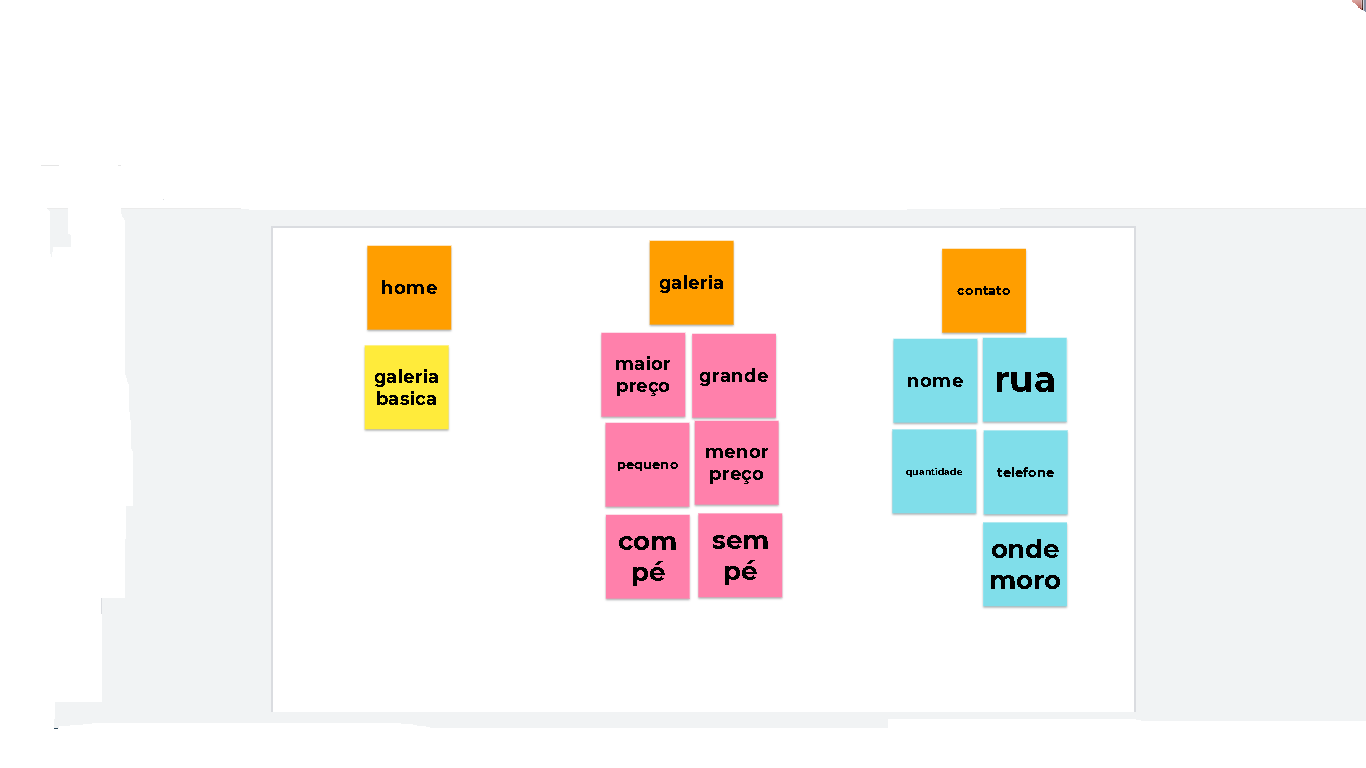 home
galeria
basica
galeria
maior
preço
grande
pequeno
menor
preço
com
pé
sem
pé
contato
nome
rua
quantidade
telefone
onde
moro